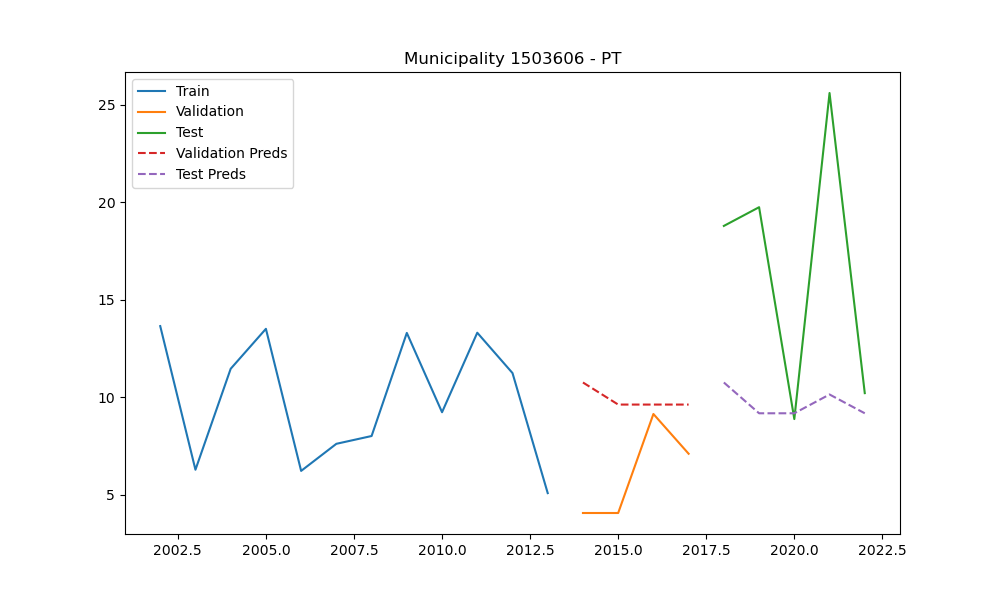 Municipality 1503606 - PT
Train
Validation
Test
Validation Preds
Test Preds
25
20
15
10
5
2002.5 2005.0 2007.5 2010.0 2012.5 2015.0 2017.5 2020.0 2022.5